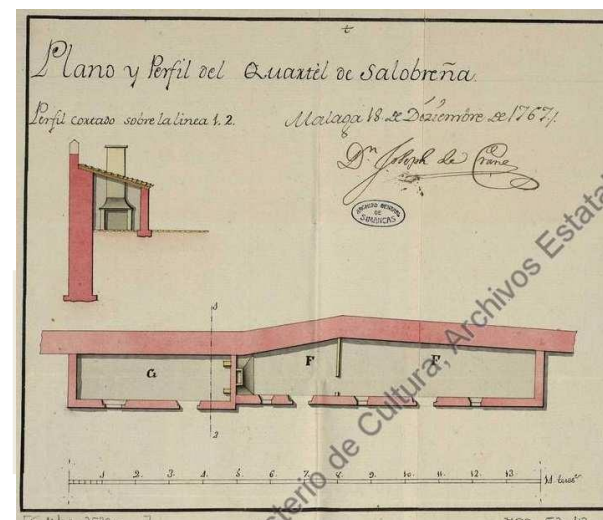 Plano y Perfil del Quartèl de Salobreña.
Perfil cortado sobre la linea 1. 2.
Malaga 18 de Deziembre de 1767.
Dn Joseph de Crane
ARCHIVO GENERAL
DE
SIMANCAS
1
G
F
F
2
1. 2. 3. 4. 5. 6. 7. 8. 9. 10. 11. 12. 13.
Ministerio de Cultura, Archivos Estatales